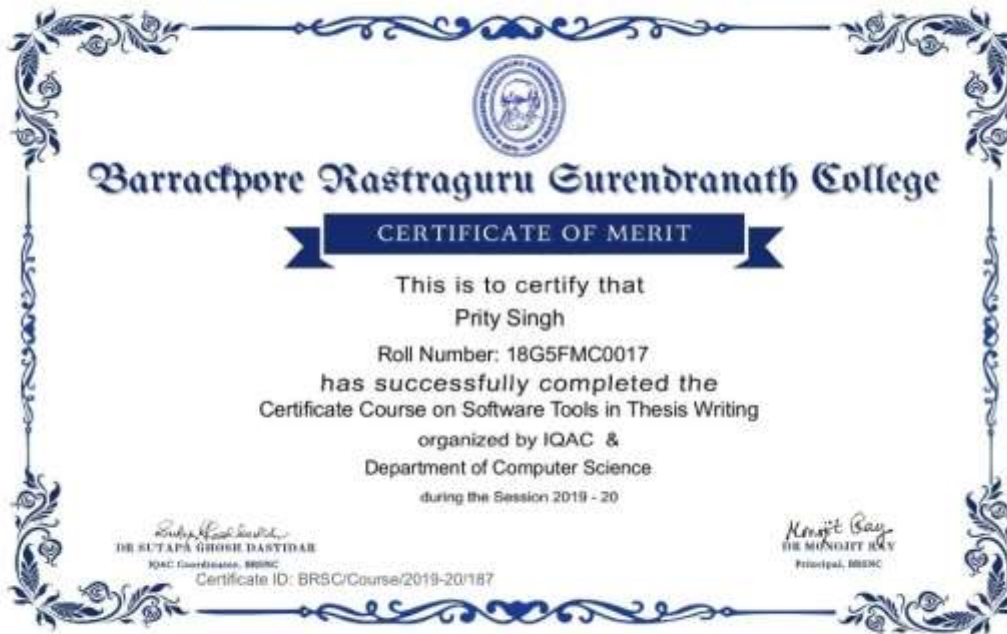 Barrackpore Rastraguru Surendranath College
CERTIFICATE OF MERIT
This is to certify that
Prity Singh
Roll Number: 18G5FMC0017
has successfully completed the
Certificate Course on Software Tools in Thesis Writing
organized by IQAC &
Department of Computer Science
during the Session 2019 - 20
DR SUTAPA GHOSH DASTIDAR
IQAC Coordinator, BRSNC
Certificate ID: BRSC/Course/2019-20/187
Monojit Ray
DR MONOJIT RAY
Principal, BRSNC